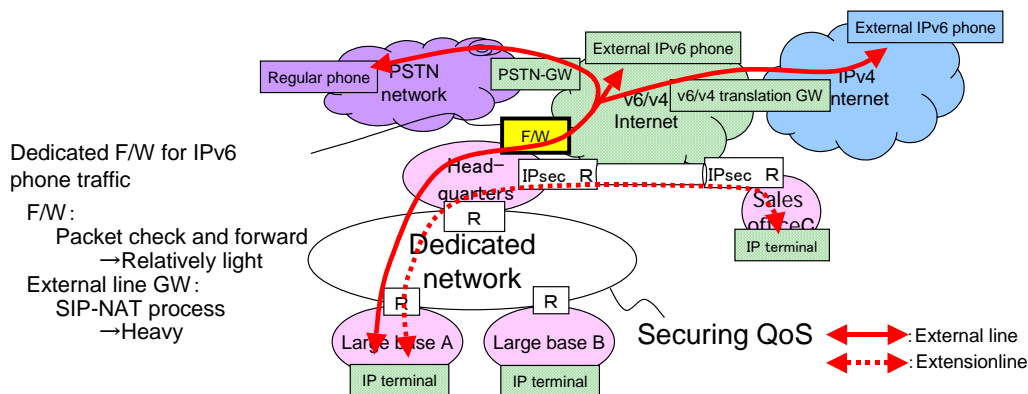 External IPv6 phone
External IPv6 phone
Regular phone
PSTN
network
PSTN-GW
v6/v4
Internet
v6/v4 translation GW
IPv4
Internet
F/W
Dedicated F/W for IPv6
phone traffic
F/W:
Packet check and forward
→Relatively light
External line GW:
SIP-NAT process
→Heavy
Head-
quarters
IPsec R
IPsec R
Sales
officeC
IP terminal
R
Dedicated
network
R
R
Large base A
Large base B
IP terminal
IP terminal
Securing QoS
:External line
:Extensionline